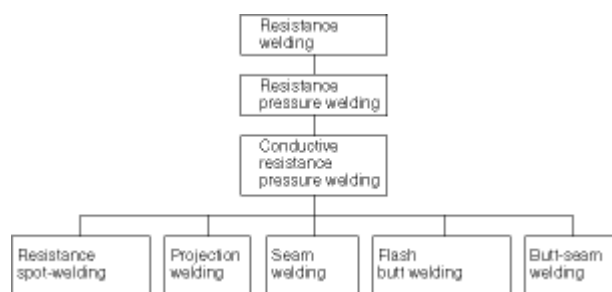 Resistance
welding
Resistance
pressure welding
Conductive
resistance
pressure welding
Resistance
spot-welding
Projection
welding
Seam
welding
Flash
butt welding
Butt-seam
welding